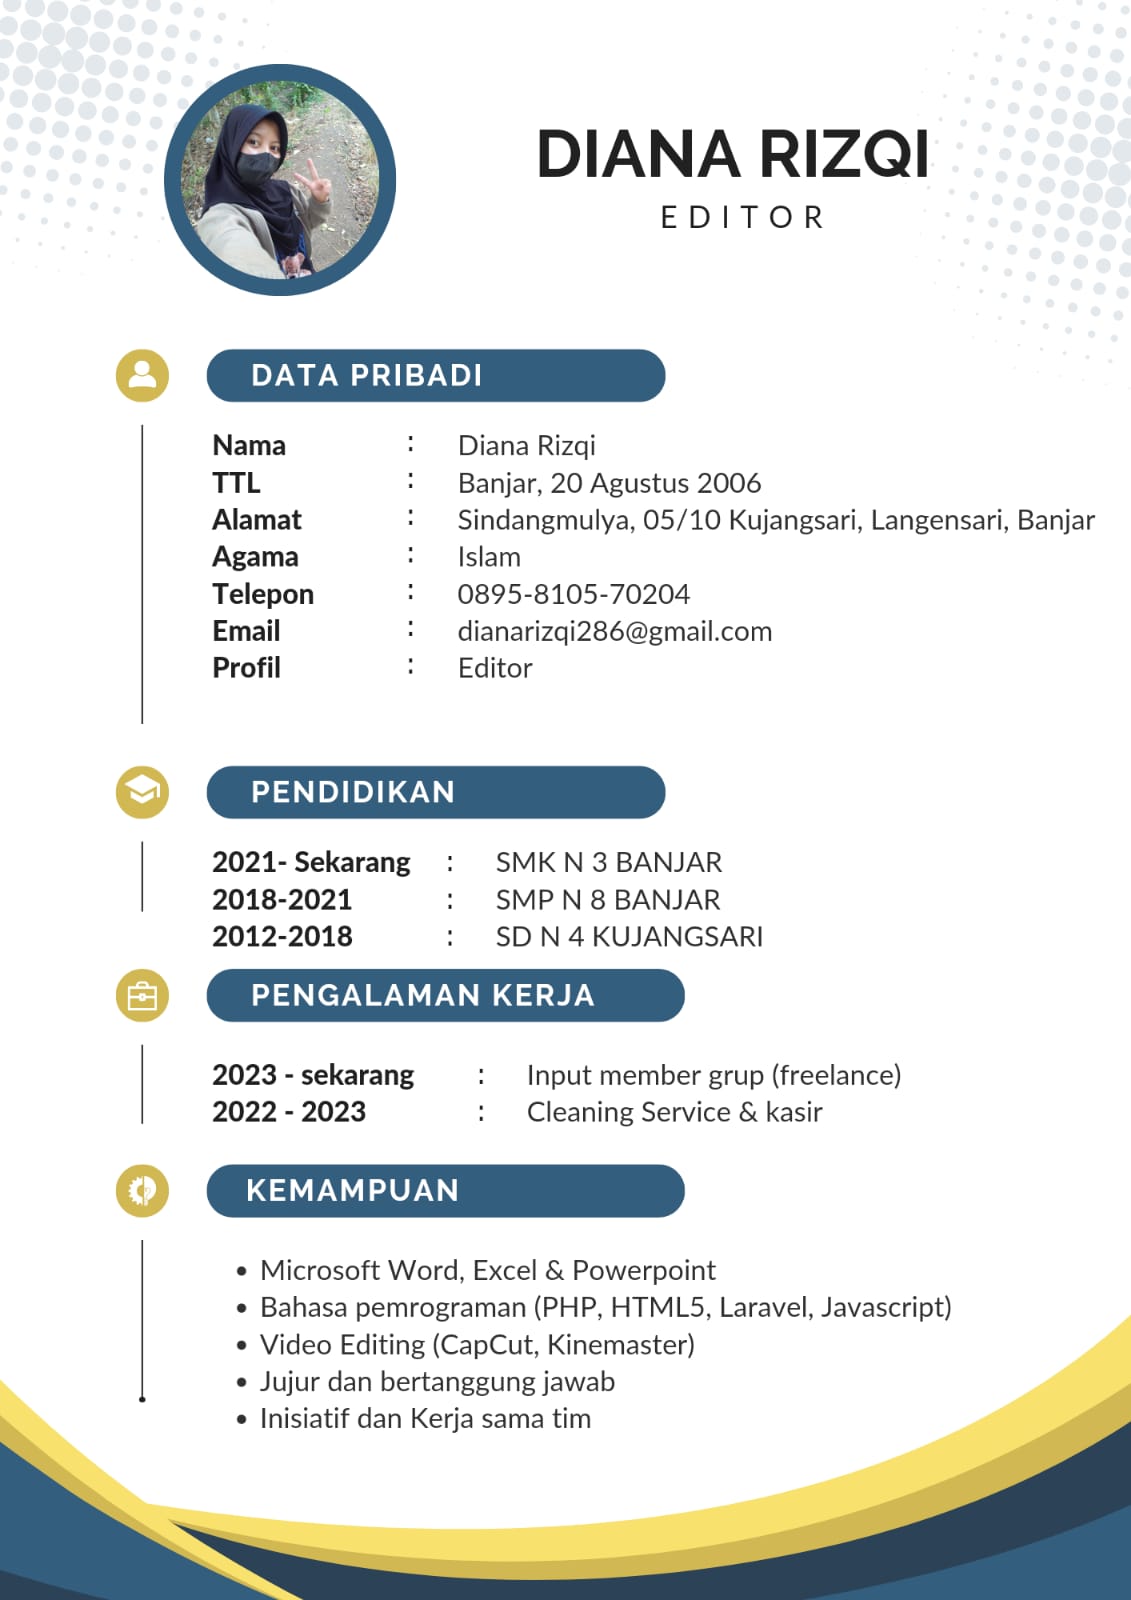 DIANA RIZQI
EDITOR
DATA PRIBADI
Nama : Diana Rizqi
TTL : Banjar, 20 Agustus 2006
Alamat : Sindangmulya, 05/10 Kujangsari, Langensari, Banjar
Agama : Islam
Telepon : 0895-8105-70204
Email : dianarizqi286@gmail.com
Profil : Editor
PENDIDIKAN
2021- Sekarang : SMK N 3 BANJAR
2018-2021 : SMP N 8 BANJAR
2012-2018 : SD N 4 KUJANGSARI
PENGALAMAN KERJA
2023 - sekarang : Input member grup (freelance)
2022 - 2023 : Cleaning Service & kasir
KEMAMPUAN
• Microsoft Word, Excel & Powerpoint
• Bahasa pemrograman (PHP, HTML5, Laravel, Javascript)
• Video Editing (CapCut, Kinemaster)
• Jujur dan bertanggung jawab
• Inisiatif dan Kerja sama tim